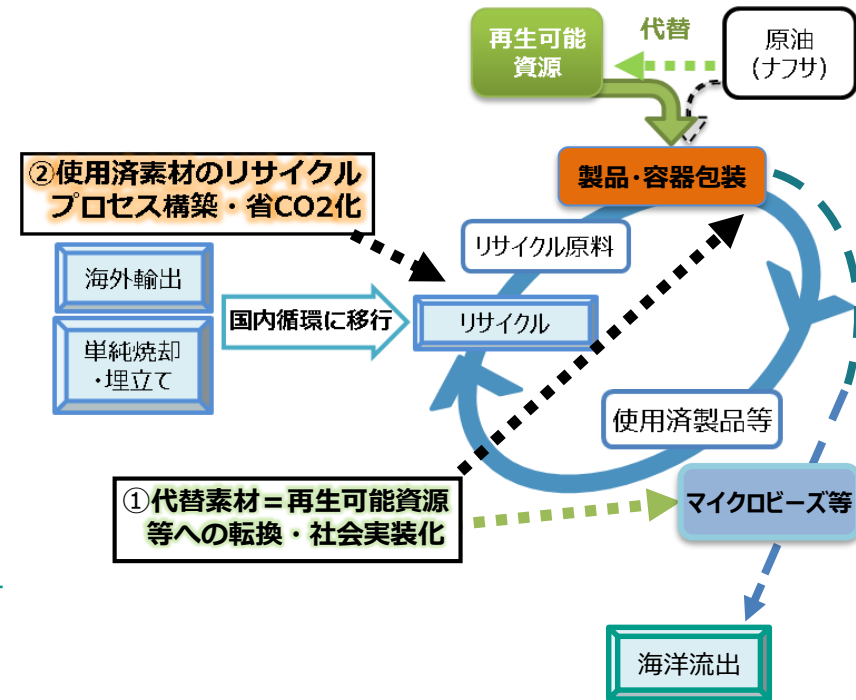 再生可能
資源
代替
原油
(ナフサ)
②使用済素材のリサイクル
プロセス構築・省CO2化
製品・容器包装
リサイクル原料
海外輸出
国内循環に移行
リサイクル
単純焼却
・埋立て
使用済製品等
①代替素材＝再生可能資源
等への転換・社会実装化
マイクロビーズ等
海洋流出